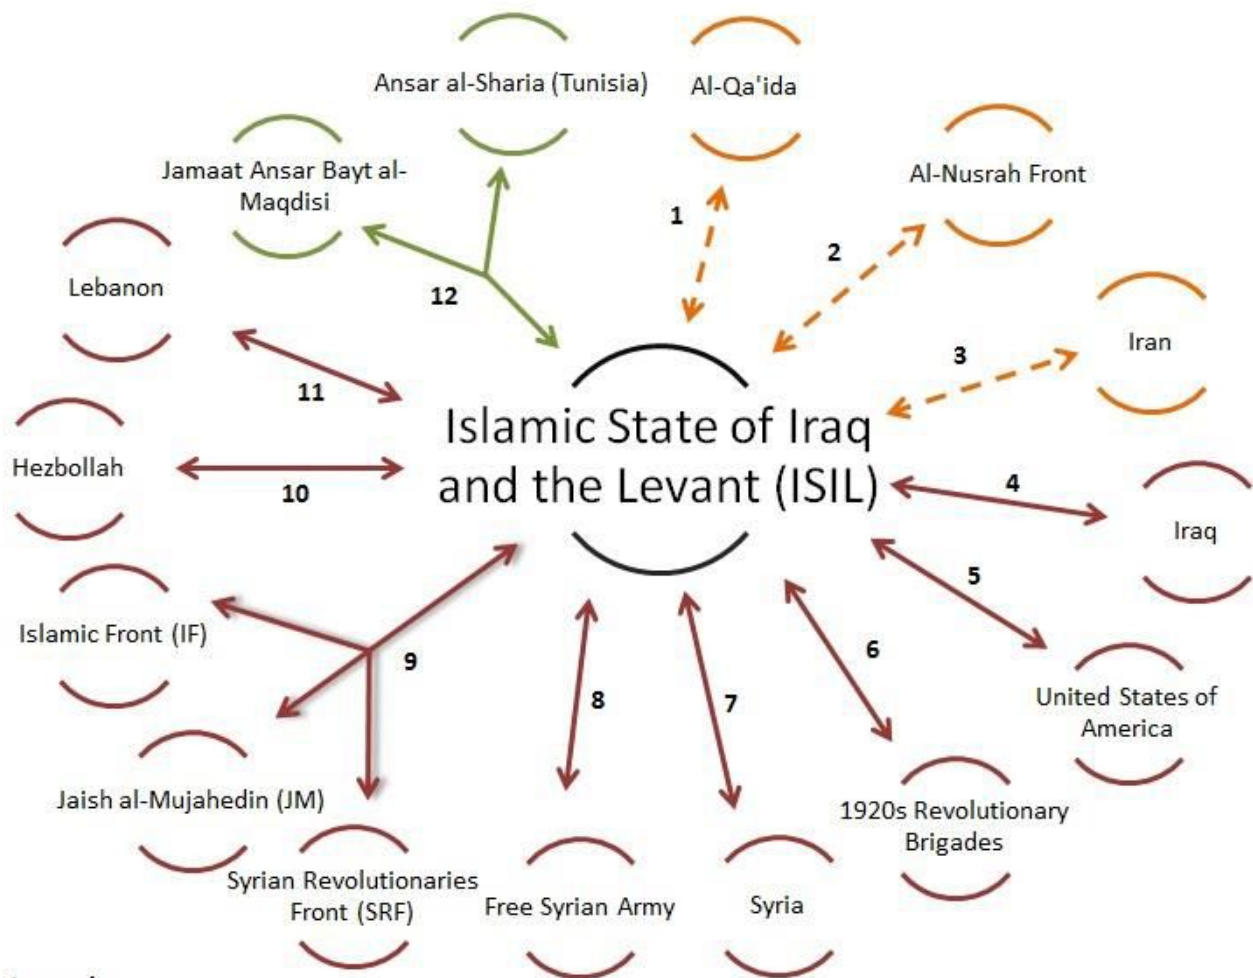 Ansar al-Sharia (Tunisia)
Al-Qa'ida
Jamaat Ansar Bayt al-
Maqdisi
Al-Nusrah Front
1
2
Lebanon
12
Iran
3
11
Islamic State of Iraq
and the Levant (ISIL)
Hezbollah
10
4
Iraq
5
Islamic Front (IF)
9
6
8
7
United States of
America
Jaish al-Mujahedin (JM)
1920s Revolutionary
Brigades
Syrian Revolutionaries
Front (SRF)
Free Syrian Army
Syria